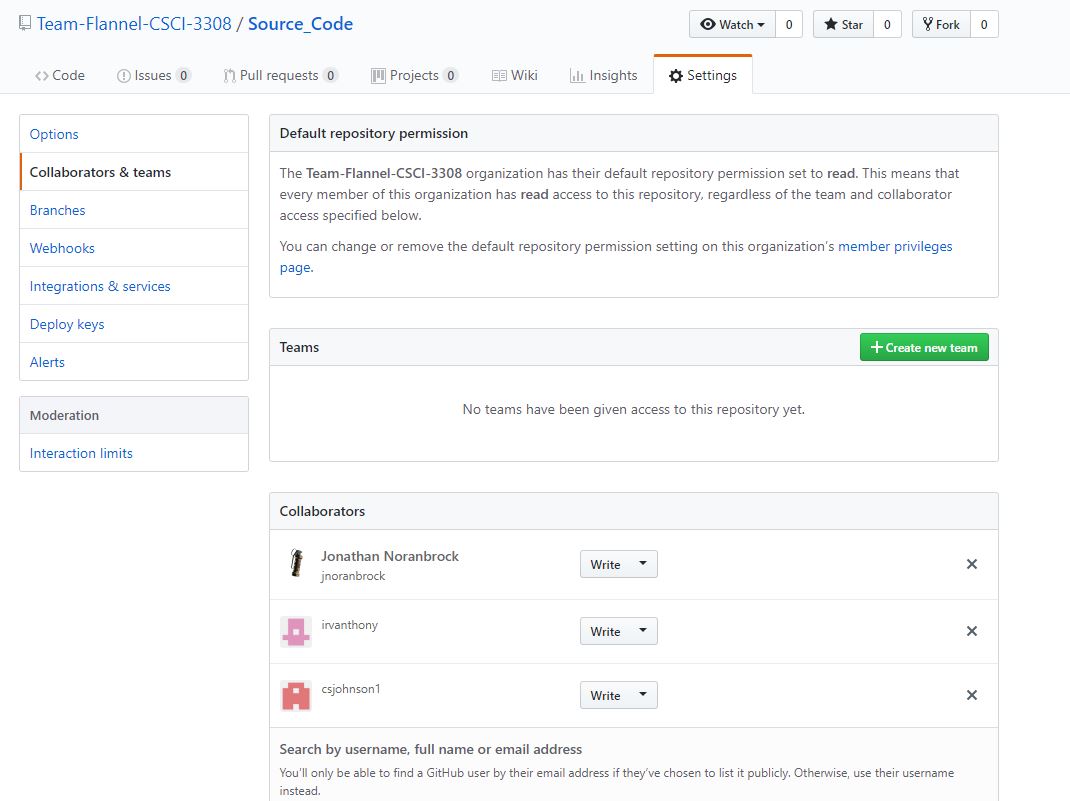 Team-Flannel-CSCI-3308 / Source_Code
Watch 0 Star 0 Fork 0
Code Issues 0 Pull requests 0 Projects 0 Wiki Insights Settings
Options
Collaborators & teams
Branches
Webhooks
Integrations & services
Deploy keys
Alerts
Moderation
Interaction limits
Default repository permission
The Team-Flannel-CSCI-3308 organization has their default repository permission set to read. This means that
every member of this organization has read access to this repository, regardless of the team and collaborator
access specified below.
You can change or remove the default repository permission setting on this organization's member privileges
page.
Teams
Create new team
No teams have been given access to this repository yet.
Collaborators
Jonathan Noranbrock
jnoranbrock
Write
irvanthony
Write
csjohnson1
Write
Search by username, full name or email address
You'll only be able to find a GitHub user by their email address if they've chosen to list it publicly. Otherwise, use their username
instead.